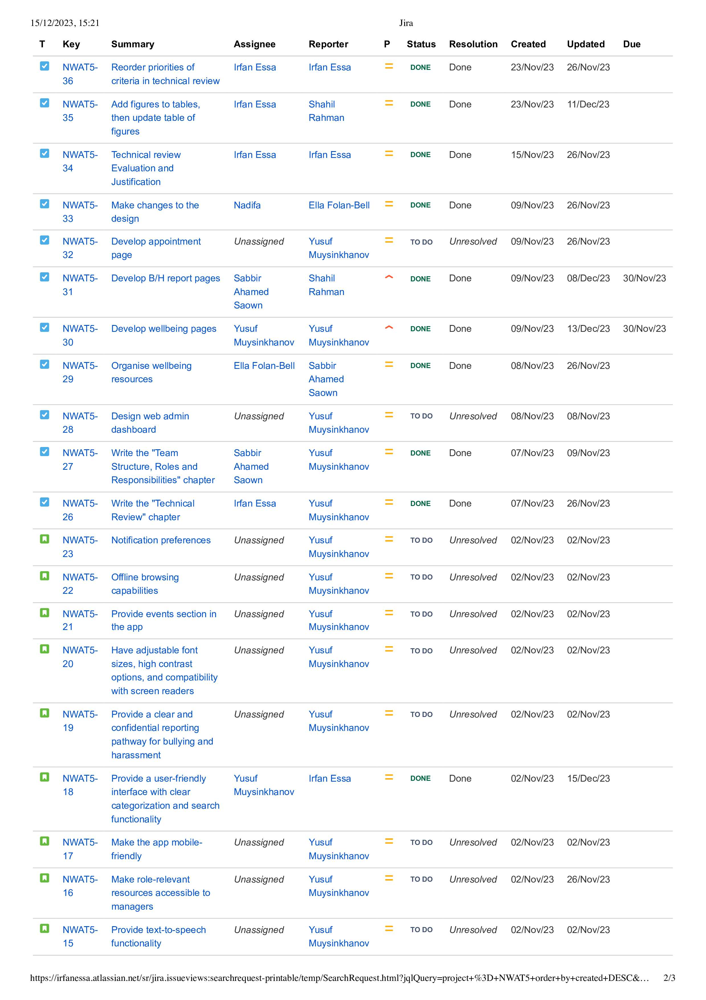 15/12/2023, 15:21 Jira
T Key Summary Assignee Reporter P Status Resolution Created Updated Due
NWAT5- Reorder priorities of Irfan Essa Irfan Essa DONE Done 23/Nov/23 26/Nov/23
36 criteria in technical review
NWAT5- Add figures to tables, Irfan Essa Shahil DONE Done 23/Nov/23 11/Dec/23
35 then update table of Rahman
figures
NWAT5- Technical review Irfan Essa Irfan Essa DONE Done 15/Nov/23 26/Nov/23
34 Evaluation and
Justification
NWAT5- Make changes to the Nadifa Ella Folan-Bell DONE Done 09/Nov/23 26/Nov/23
33 design
NWAT5- Develop appointment Unassigned Yusuf TO DO Unresolved 09/Nov/23 26/Nov/23
32 page Muysinkhanov
NWAT5- Develop B/H report pages Sabbir Shahil DONE Done 09/Nov/23 08/Dec/23 30/Nov/23
31 Ahamed Rahman
Saown
NWAT5- Develop wellbeing pages Yusuf Yusuf DONE Done 09/Nov/23 13/Dec/23 30/Nov/23
30 Muysinkhanov Muysinkhanov
NWAT5- Organise wellbeing Ella Folan-Bell Sabbir DONE Done 08/Nov/23 26/Nov/23
29 resources Ahamed
Saown
NWAT5- Design web admin Unassigned Yusuf TO DO Unresolved 08/Nov/23 08/Nov/23
28 dashboard Muysinkhanov
NWAT5- Write the "Team Sabbir Yusuf DONE Done 07/Nov/23 09/Nov/23
27 Structure, Roles and Ahamed Muysinkhanov
Responsibilities" chapter Saown
NWAT5- Write the "Technical Irfan Essa Yusuf DONE Done 07/Nov/23 26/Nov/23
26 Review" chapter Muysinkhanov
NWAT5- Notification preferences Unassigned Yusuf TO DO Unresolved 02/Nov/23 02/Nov/23
23 Muysinkhanov
NWAT5- Offline browsing Unassigned Yusuf TO DO Unresolved 02/Nov/23 02/Nov/23
22 capabilities Muysinkhanov
NWAT5- Provide events section in Unassigned Yusuf TO DO Unresolved 02/Nov/23 02/Nov/23
21 the app Muysinkhanov
NWAT5- Have adjustable font Unassigned Yusuf TO DO Unresolved 02/Nov/23 02/Nov/23
20 sizes, high contrast Muysinkhanov
options, and compatibility
with screen readers
NWAT5- Provide a clear and Unassigned Yusuf TO DO Unresolved 02/Nov/23 02/Nov/23
19 confidential reporting Muysinkhanov
pathway for bullying and
harassment
NWAT5- Provide a user-friendly Yusuf Irfan Essa DONE Done 02/Nov/23 15/Dec/23
18 interface with clear Muysinkhanov
categorization and search
functionality
NWAT5- Make the app mobile- Unassigned Yusuf TO DO Unresolved 02/Nov/23 02/Nov/23
17 friendly Muysinkhanov
NWAT5- Make role-relevant Unassigned Yusuf TO DO Unresolved 02/Nov/23 26/Nov/23
16 resources accessible to Muysinkhanov
managers
NWAT5- Provide text-to-speech Unassigned Yusuf TO DO Unresolved 02/Nov/23 02/Nov/23
15 functionality Muysinkhanov
https://irfanessa.atlassian.net/sr/jira.issueviews:searchrequest-printable/temp/SearchRequest.html?jqlQuery=project+%3D+NWAT5+order+by+created+DESC&… 2/3